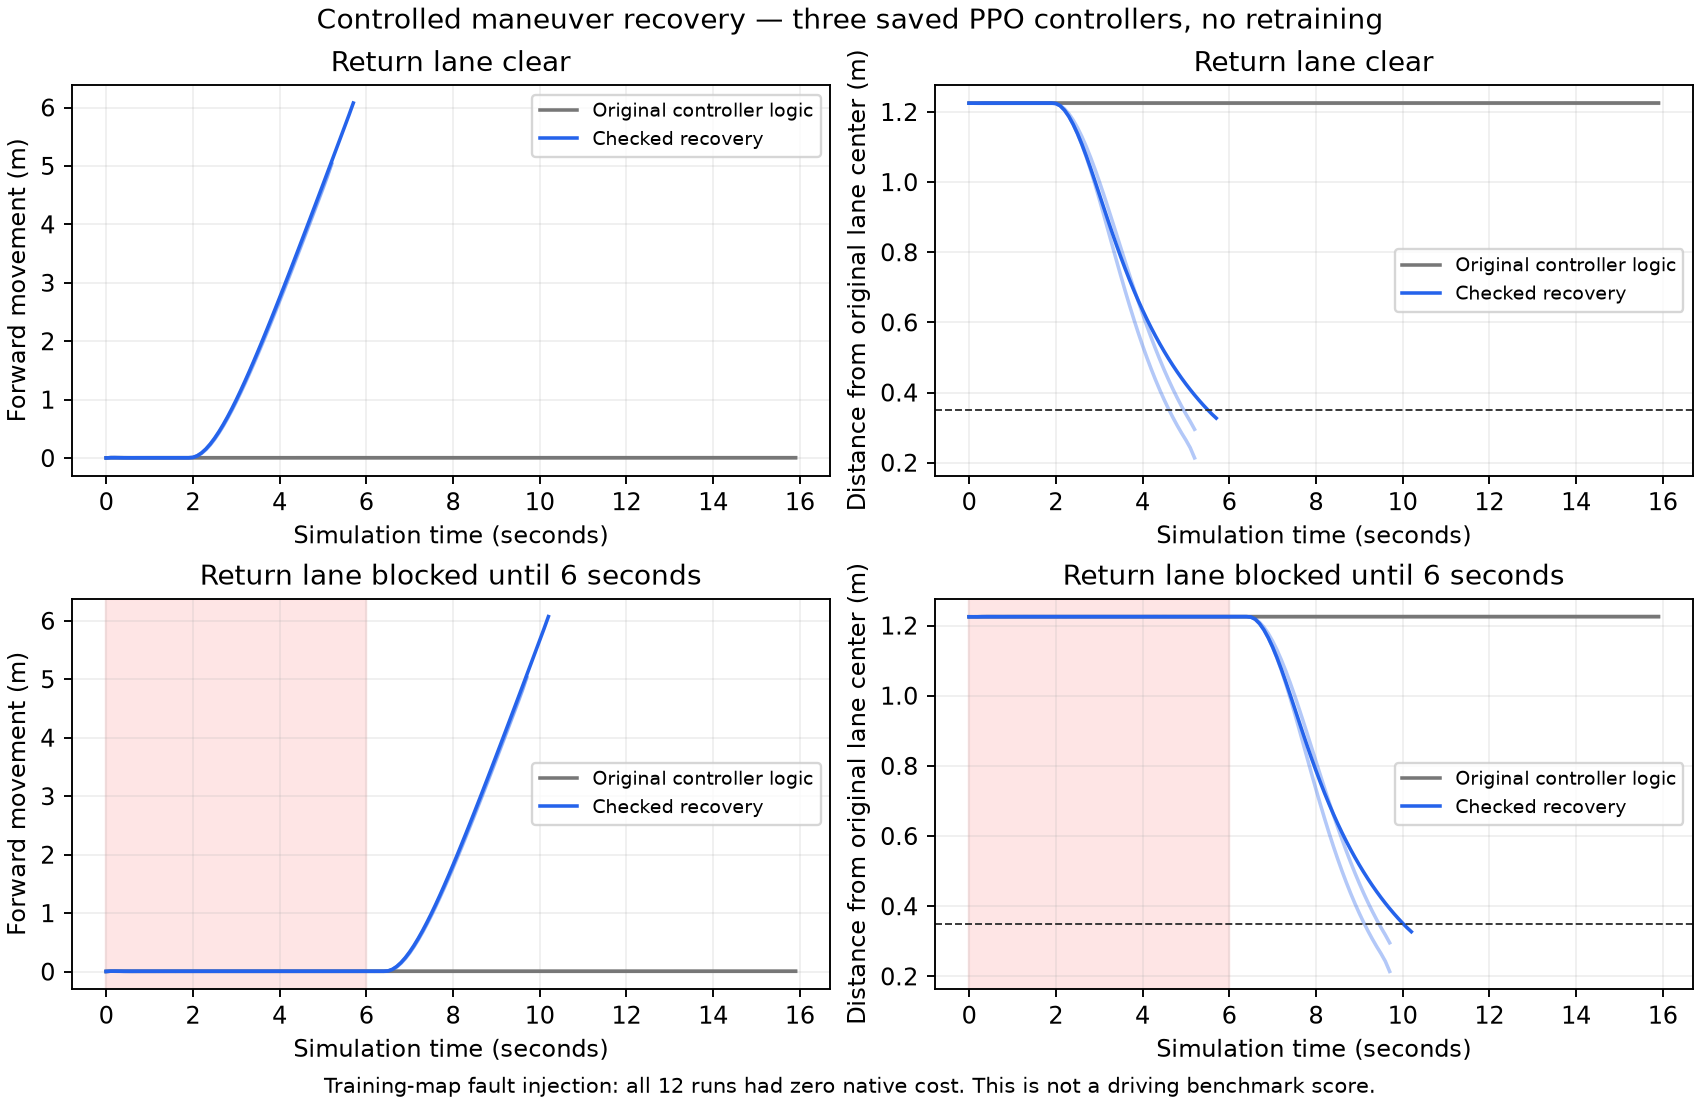 Controlled maneuver recovery — three saved PPO controllers, no retraining
Return lane clear
Forward movement (m)
6
5
4
3
2
1
0
Original controller logic
Checked recovery
0 2 4 6 8 10 12 14 16
Simulation time (seconds)
Return lane clear
Distance from original lane center (m)
1.2
1.0
0.8
0.6
0.4
0.2
Original controller logic
Checked recovery
0 2 4 6 8 10 12 14 16
Simulation time (seconds)
Return lane blocked until 6 seconds
Forward movement (m)
6
5
4
3
2
1
0
Original controller logic
Checked recovery
0 2 4 6 8 10 12 14 16
Simulation time (seconds)
Return lane blocked until 6 seconds
Distance from original lane center (m)
1.2
1.0
0.8
0.6
0.4
0.2
Original controller logic
Checked recovery
0 2 4 6 8 10 12 14 16
Simulation time (seconds)
Training-map fault injection: all 12 runs had zero native cost. This is not a driving benchmark score.